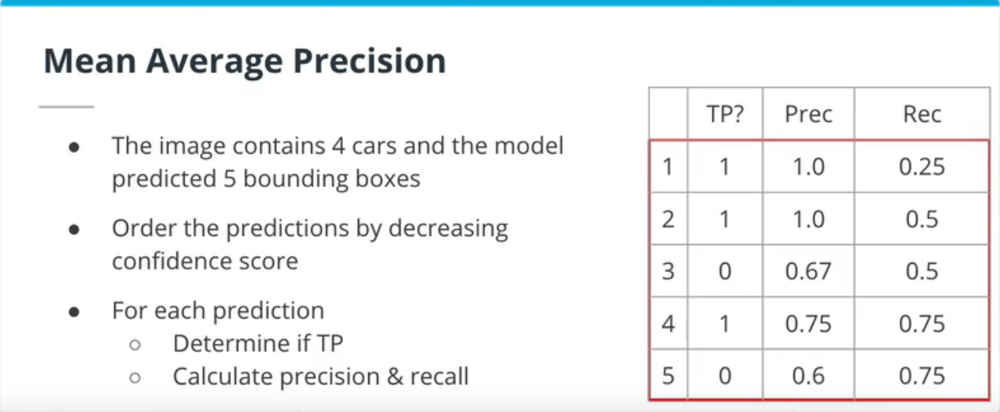 Mean Average Precision
● The image contains 4 cars and the model
predicted 5 bounding boxes
● Order the predictions by decreasing
confidence score
● For each prediction
○ Determine if TP
○ Calculate precision & recall
TP? Prec Rec
1 1 1.0 0.25
2 1 1.0 0.5
3 0 0.67 0.5
4 1 0.75 0.75
5 0 0.6 0.75